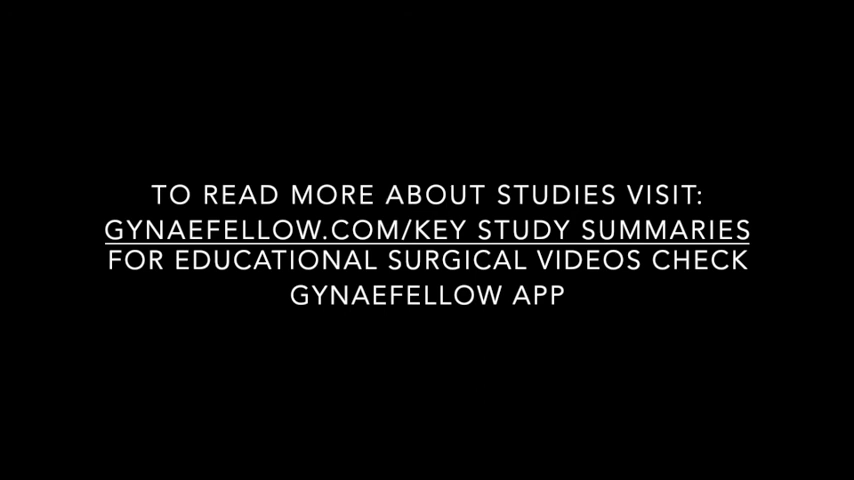 TO READ MORE ABOUT STUDIES VISIT:
GYNAEFELLOW.COM/KEY STUDY SUMMARIES
FOR EDUCATIONAL SURGICAL VIDEOS CHECK
GYNAEFELLOW APP